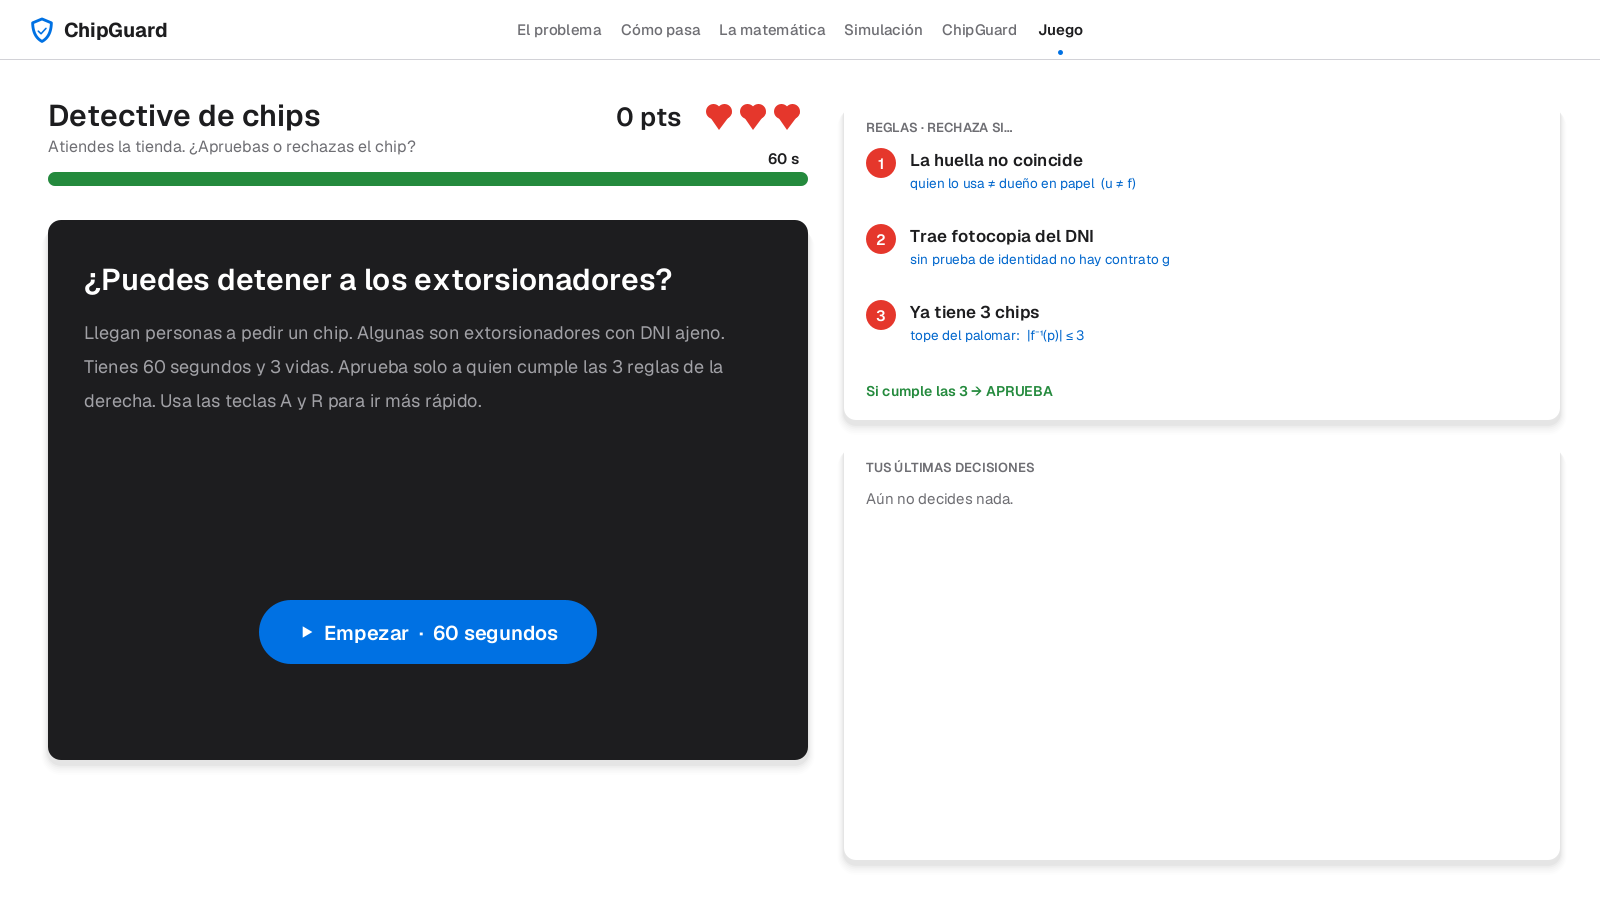 ChipGuard
El problema
Cómo pasa
La matemática
Simulación
ChipGuard
Juego
Detective de chips
0 pts
Atiendes la tienda. ¿Apruebas o rechazas el chip?
60 s
¿Puedes detener a los extorsionadores?
Llegan personas a pedir un chip. Algunas son extorsionadores con DNI ajeno.
Tienes 60 segundos y 3 vidas. Aprueba solo a quien cumple las 3 reglas de la
derecha. Usa las teclas A y R para ir más rápido.
Empezar · 60 segundos
REGLAS · RECHAZA SI...
1
La huella no coincide
quien lo usa ≠ dueño en papel (u ≠ f)
2
Trae fotocopia del DNI
sin prueba de identidad no hay contrato g
3
Ya tiene 3 chips
tope del palomar: |f⁻¹(p)| ≤ 3
Si cumple las 3 → APRUEBA
TUS ÚLTIMAS DECISIONES
Aún no decides nada.